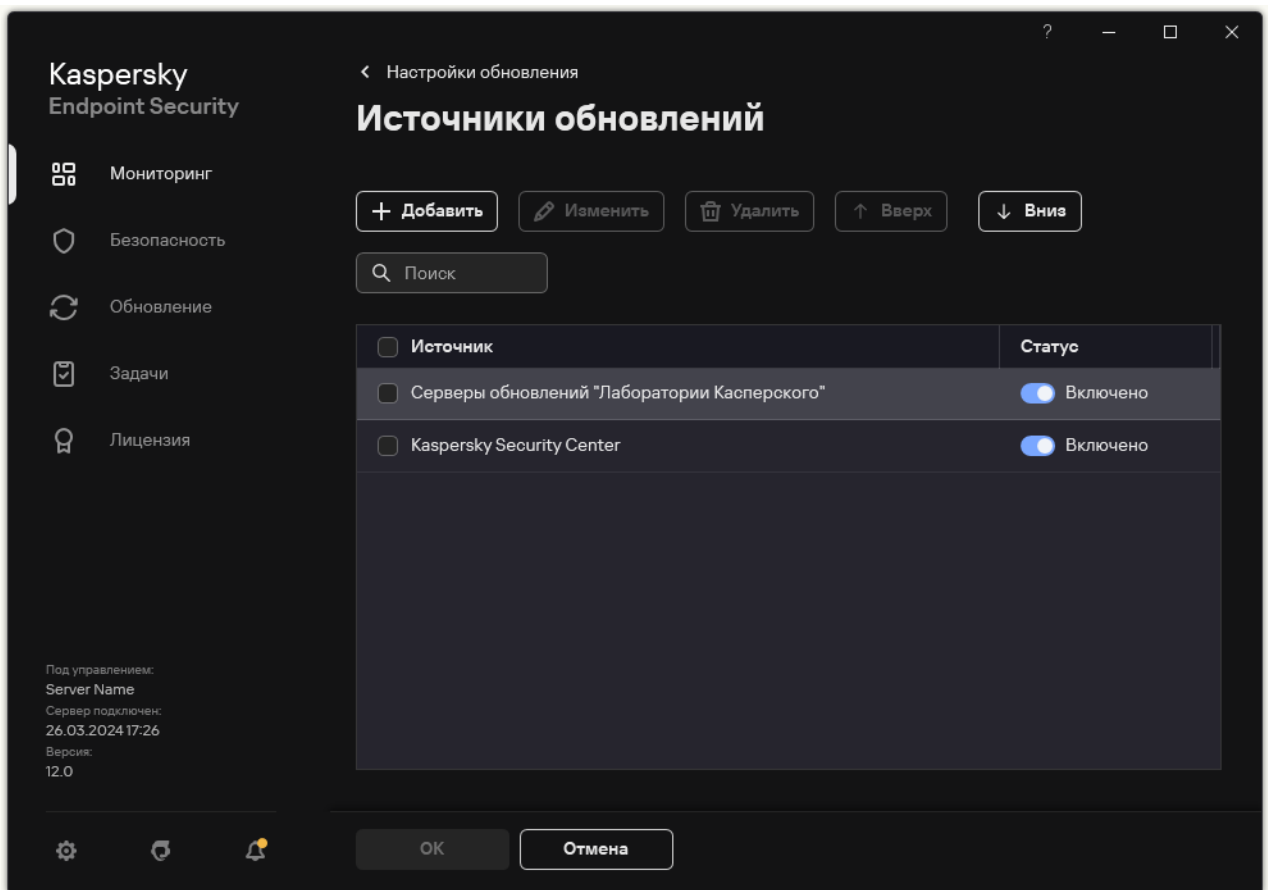 ?
Kaspersky
Endpoint Security
Мониторинг
Безопасность
Обновление
Задачи
Лицензия
Под управлением:
Server Name
Сервер подключен:
26.03.2024 17:26
Версия:
12.0
Настройки обновления
Источники обновлений
Добавить Изменить Удалить Вверх Вниз
Поиск
Источник Статус
Серверы обновлений "Лаборатории Касперского" Включено
Kaspersky Security Center Включено
ОК Отмена